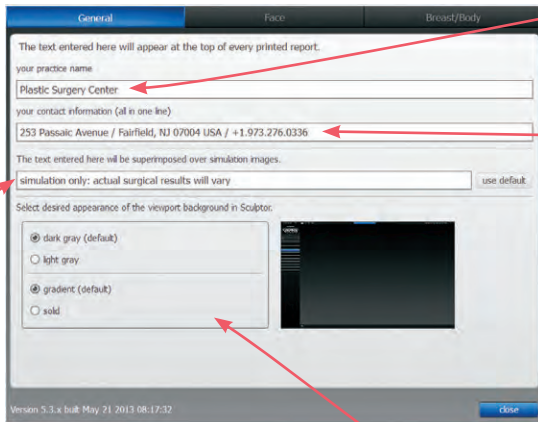 General Face Breast/Body
The text entered here will appear at the top of every printed report.
your practice name
Plastic Surgery Center
your contact information (all in one line)
253 Passaic Avenue / Fairfield, NJ 07004 USA / +1.973.276.0336
The text entered here will be superimposed over simulation images.
simulation only: actual surgical results will vary
use default
Select desired appearance of the viewport background in Sculptor.
dark gray (default)
light gray
gradient (default)
solid
Version 5.3.x built May 21 2013 08:17:32
close